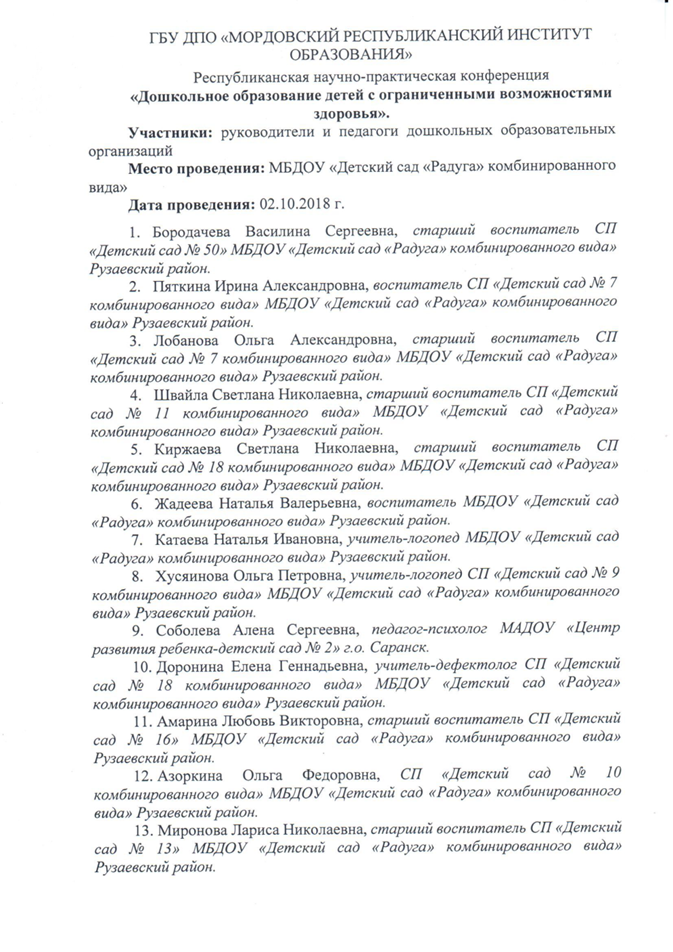 ГБУ ДПО «МОРДОВСКИЙ РЕСПУБЛИКАНСКИЙ ИНСТИТУТ
ОБРАЗОВАНИЯ»
Республиканская научно-практическая конференция
«Дошкольное образование детей с ограниченными возможностями
здоровья».
Участники: руководители и педагоги дошкольных образовательных
организаций
Место проведения: МБДОУ «Детский сад «Радуга» комбинированного
вида»
Дата проведения: 02.10.2018 г.
1. Бородачева Василина Сергеевна, старший воспитатель СП
«Детский сад № 50» МБДОУ «Детский сад «Радуга» комбинированного вида»
Рузаевский район.
2. Пяткина Ирина Александровна, воспитатель СП «Детский сад № 7
комбинированного вида» МБДОУ «Детский сад «Радуга» комбинированного
вида» Рузаевский район.
3. Лобанова Ольга Александровна, старший воспитатель СП
«Детский сад № 7 комбинированного вида» МБДОУ «Детский сад «Радуга»
комбинированного вида» Рузаевский район.
4. Швайла Светлана Николаевна, старший воспитатель СП «Детский
сад № 11 комбинированного вида» МБДОУ «Детский сад «Радуга»
комбинированного вида» Рузаевский район.
5. Киржаева Светлана Николаевна, старший воспитатель СП
«Детский сад № 18 комбинированного вида» МБДОУ «Детский сад «Радуга»
комбинированного вида» Рузаевский район.
6. Жадеева Наталья Валерьевна, воспитатель МБДОУ «Детский сад
«Радуга» комбинированного вида» Рузаевский район.
7. Катаева Наталья Ивановна, учитель-логопед МБДОУ «Детский сад
«Радуга» комбинированного вида» Рузаевский район.
8. Хусяинова Ольга Петровна, учитель-логопед СП «Детский сад № 9
комбинированного вида» МБДОУ «Детский сад «Радуга» комбинированного
вида» Рузаевский район.
9. Соболева Алена Сергеевна, педагог-психолог МАДОУ «Центр
развития ребенка-детский сад № 2» г.о. Саранск.
10. Доронина Елена Геннадьевна, учитель-дефектолог СП «Детский
сад № 18 комбинированного вида» МБДОУ «Детский сад «Радуга»
комбинированного вида» Рузаевский район.
11. Амарина Любовь Викторовна, старший воспитатель СП «Детский
сад № 16» МБДОУ «Детский сад «Радуга» комбинированного вида»
Рузаевский район.
12. Азоркина Ольга Федоровна, СП «Детский сад № 10
комбинированного вида» МБДОУ «Детский сад «Радуга» комбинированного
вида» Рузаевский район.
13. Миронова Лариса Николаевна, старший воспитатель СП «Детский
сад № 13» МБДОУ «Детский сад «Радуга» комбинированного вида»
Рузаевский район.